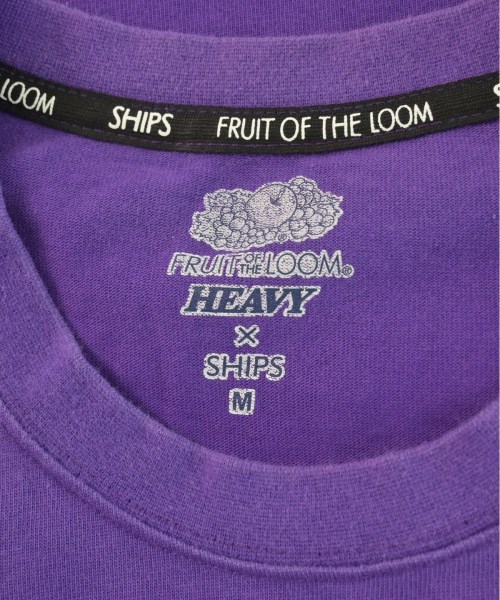 LOOM SHIPS FRUIT OF THE LOOM
FRUIT OF THE LOOM®
HEAVY
×
SHIPS
M